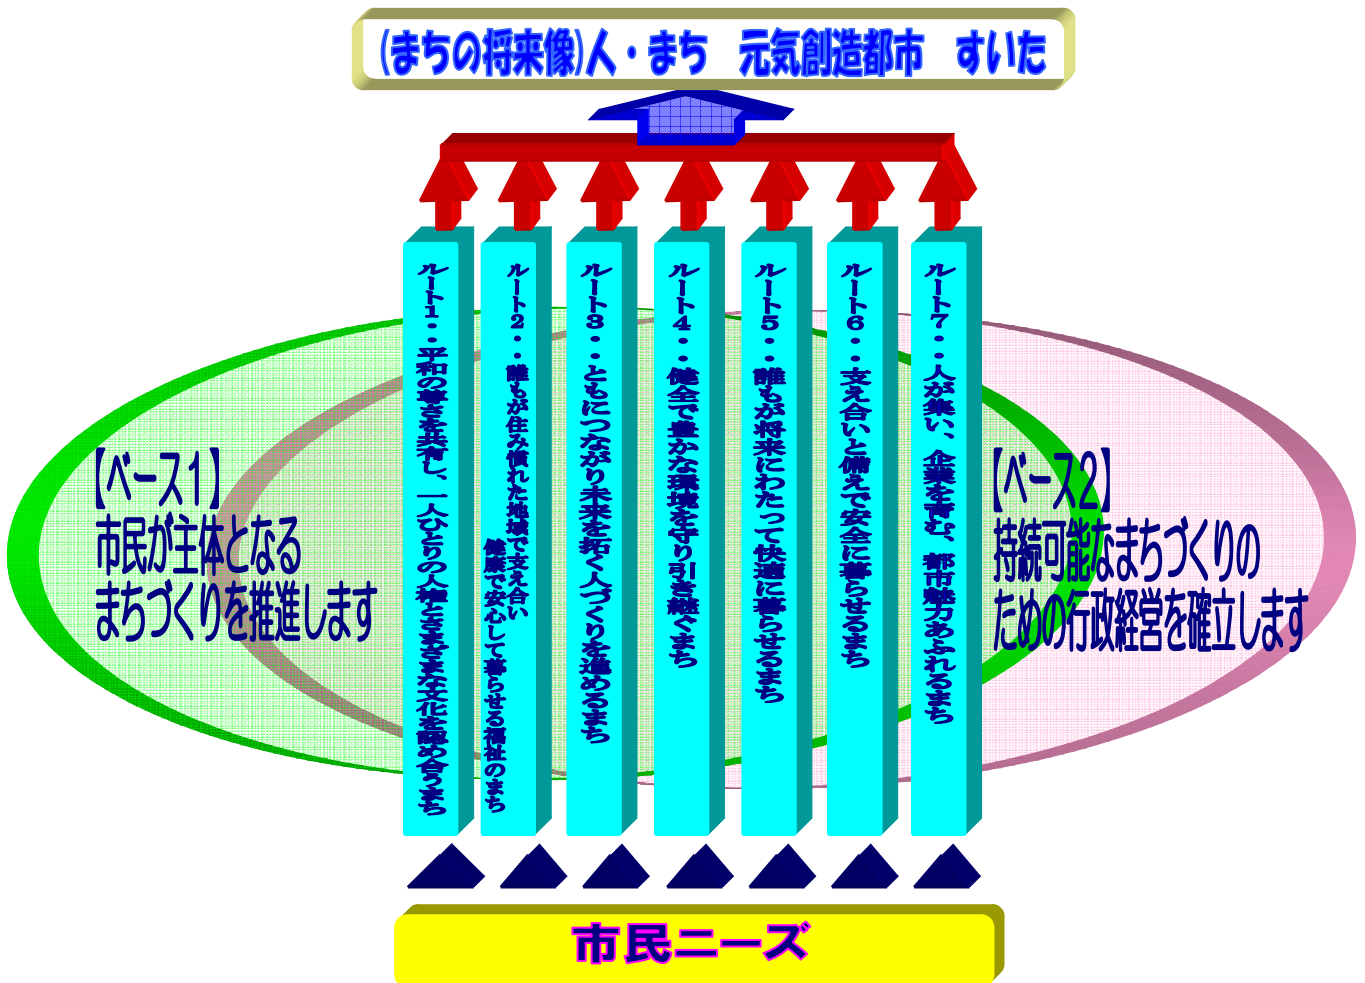 (まちの将来像)人・まち　元気創造都市　すいた
ルート1・・平和の尊さを共有し、一人ひとりの人権とさまざまな文化を認め合うまち
ルート2・・誰もが住み慣れた地域で支え合い
健康で安心して暮らせる福祉のまち
ルート3・・ともにつながり未来を拓く人づくりを進めるまち
ルート4・・健全で豊かな環境を守り引き継ぐまち
ルート5・・誰もが将来にわたって快適に暮らせるまち
ルート6・・支え合いと備えで安全に暮らせるまち
ルート7・・人が集い、企業を育む、都市魅力あふれるまち
【ベース1】
市民が主体となる
まちづくりを推進します
【ベース2】
持続可能なまちづくりの
ための行政経営を確立します
市民ニーズ